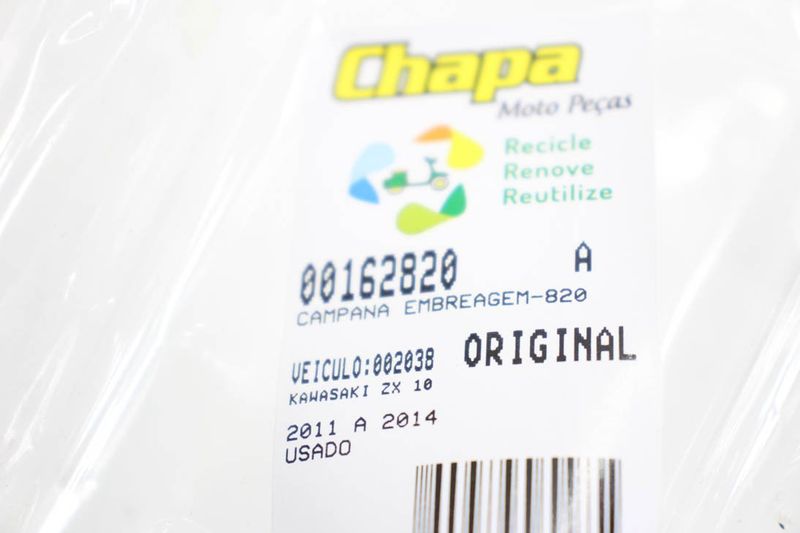 Chapa
Moto Peças
Recicle
Renove
Reutilize
00162820 A
CAMPANA EMBREAGEM-820
VEICULO:002038 ORIGINAL
KAWASAKI ZX 10
2011 A 2014
USADO